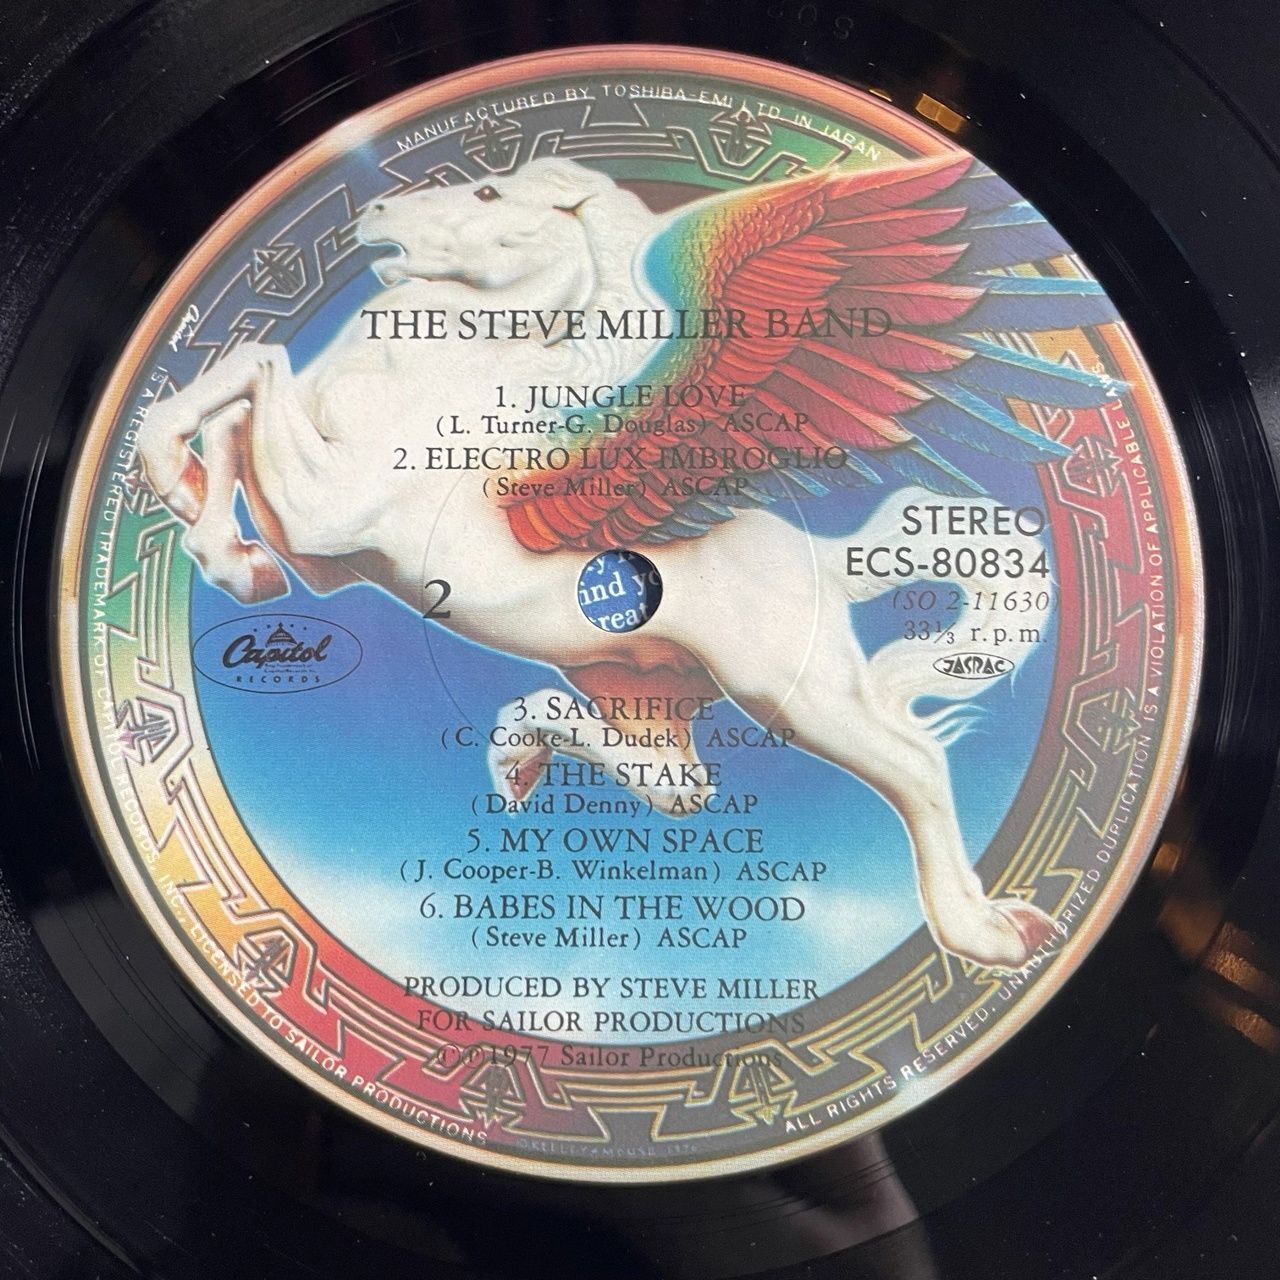 MANUFACTURED BY TOSHIBA-EMI LTD. IN JAPAN
THE STEVE MILLER BAND
1. JUNGLE LOVE
(L. Turner-G. Douglas) ASCAP
2. ELECTRO LUX IMBROGLIO
(Steve Miller) ASCAP
STEREO
ECS-80834
(SO 2-11630)
33⅓ r.p.m.
JASRAC
2
Capitol
RECORDS
3. SACRIFICE
(C. Cooke-L. Dudek) ASCAP
4. THE STAKE
(David Denny) ASCAP
5. MY OWN SPACE
(J. Cooper-B. Winkelman) ASCAP
6. BABES IN THE WOOD
(Steve Miller) ASCAP
PRODUCED BY STEVE MILLER
FOR SAILOR PRODUCTIONS
©℗1977 Sailor Productions
Capitol IS A REGISTERED TRADEMARK OF CAPITOL RECORDS, INC., LICENSED TO SAILOR PRODUCTIONS
ALL RIGHTS RESERVED. UNAUTHORIZED DUPLICATION IS A VIOLATION OF APPLICABLE LAWS.